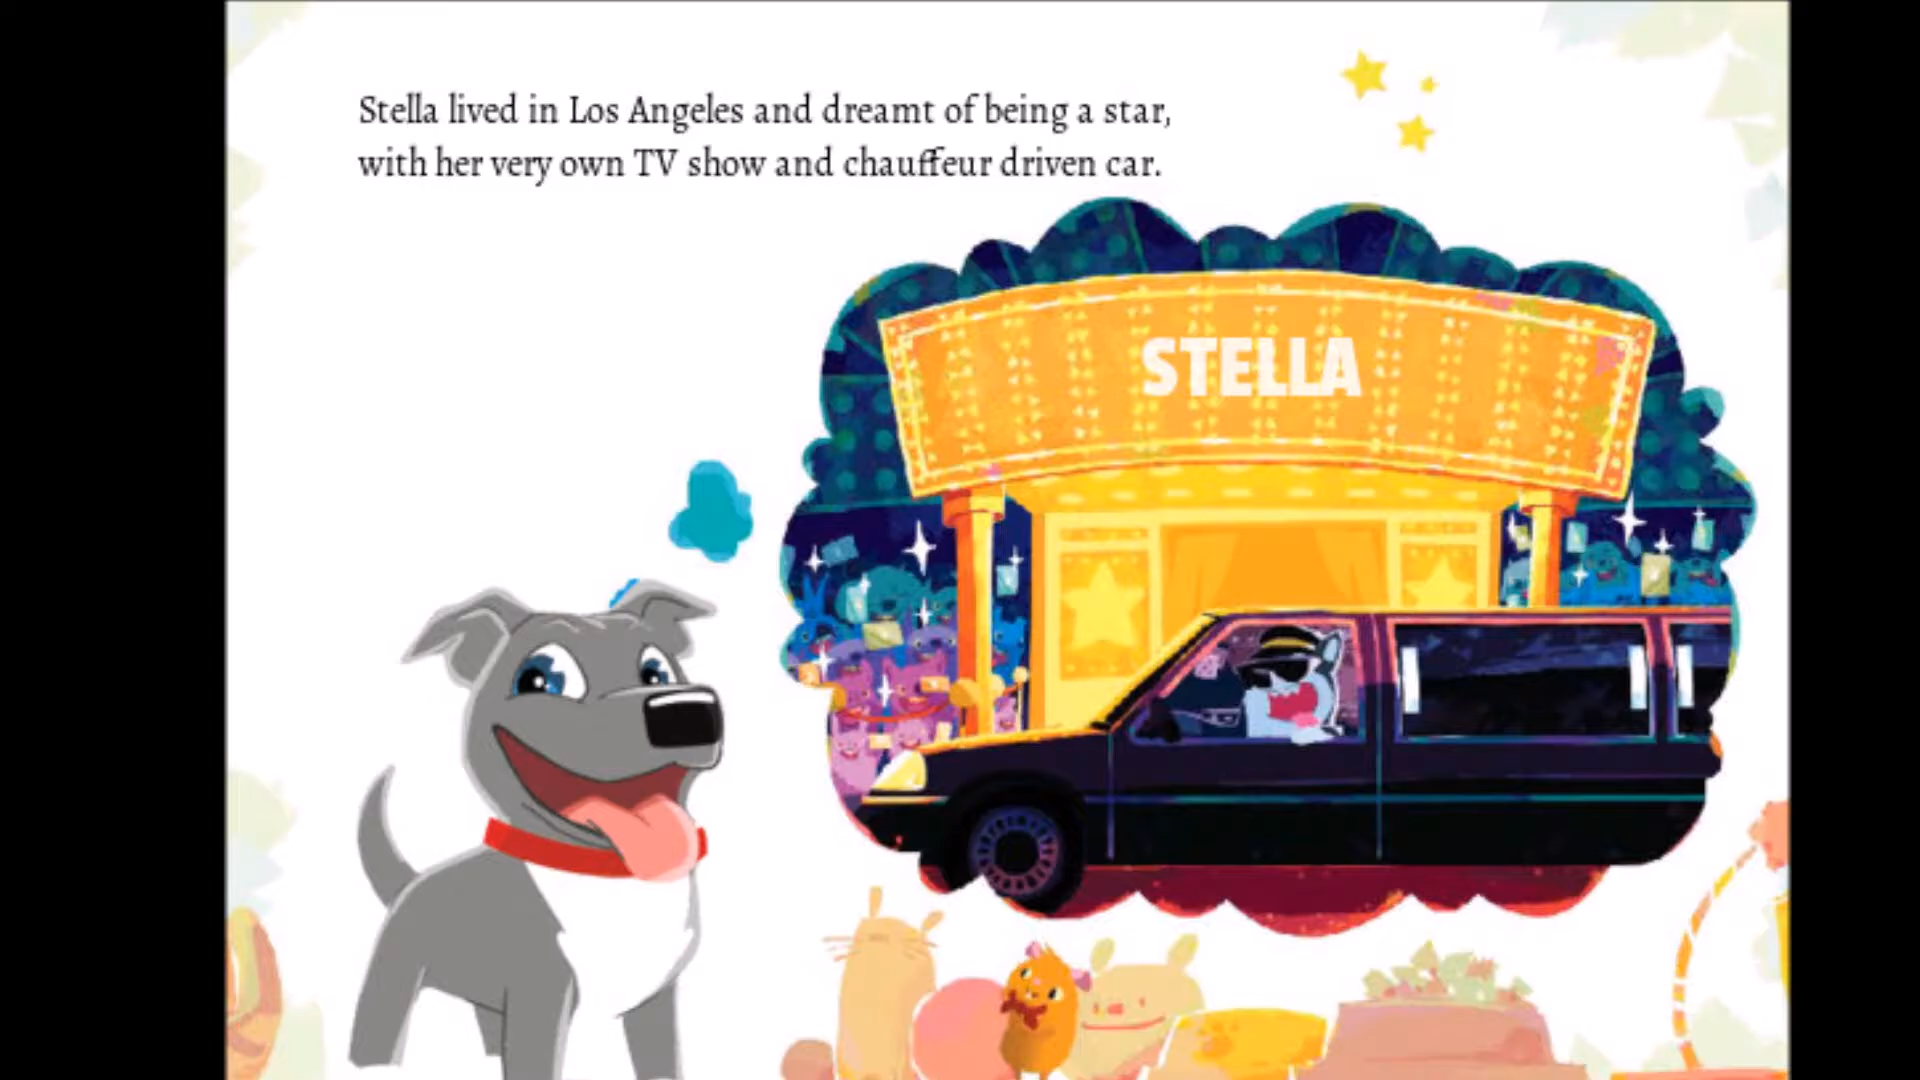 Stella lived in Los Angeles and dreamt of being a star,
with her very own TV show and chauffeur driven car.
STELLA